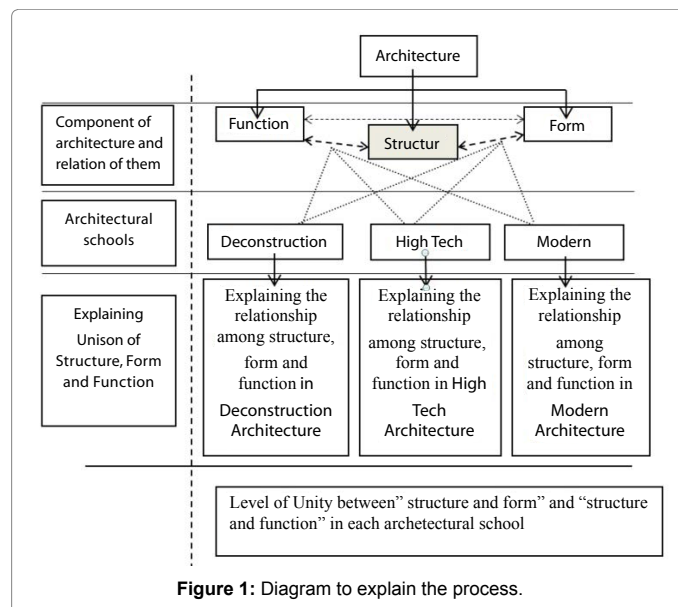 Architecture
Function
Structur
Form
Component of
architecture and
relation of them
Architectural
schools
Deconstruction
High Tech
Modern
Explaining
Unison of
Structure, Form
and Function
Explaining the
relationship
among structure,
form and
function in
Deconstruction
Architecture
Explaining the
relationship
among structure,
form and
function in High
Tech
Architecture
Explaining the
relationship
among
structure, form
and function in
Modern
Architecture
Level of Unity between” structure and form” and “structure
and function” in each archetectural school
Figure 1: Diagram to explain the process.